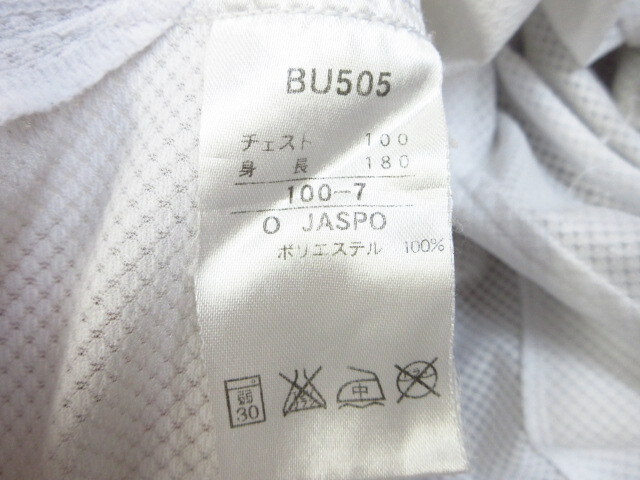 BU505
チェスト 100
身長 180
100-7
O JASPO
ポリエステル 100%
弱 30 中